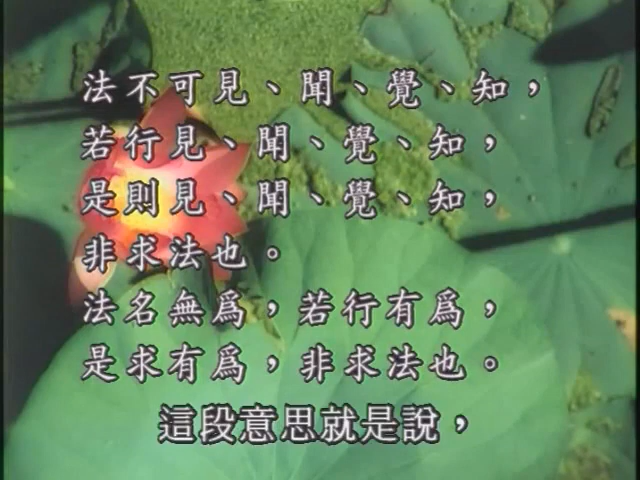 法不可見、聞、覺、知，
若行見、聞、覺、知，
是則見、聞、覺、知，
非求法也。
法名無爲，若行有爲，
是求有爲，非求法也。
這段意思就是說，